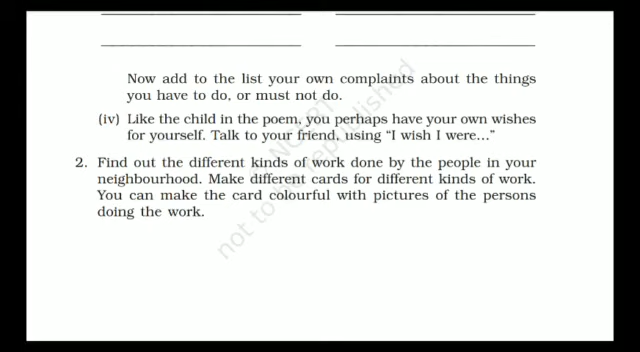 Now add to the list your own complaints about the things
you have to do, or must not do.
(iv) Like the child in the poem, you perhaps have your own wishes
for yourself. Talk to your friend, using “I wish I were...”
2. Find out the different kinds of work done by the people in your
neighbourhood. Make different cards for different kinds of work.
You can make the card colourful with pictures of the persons
doing the work.
not to be republished